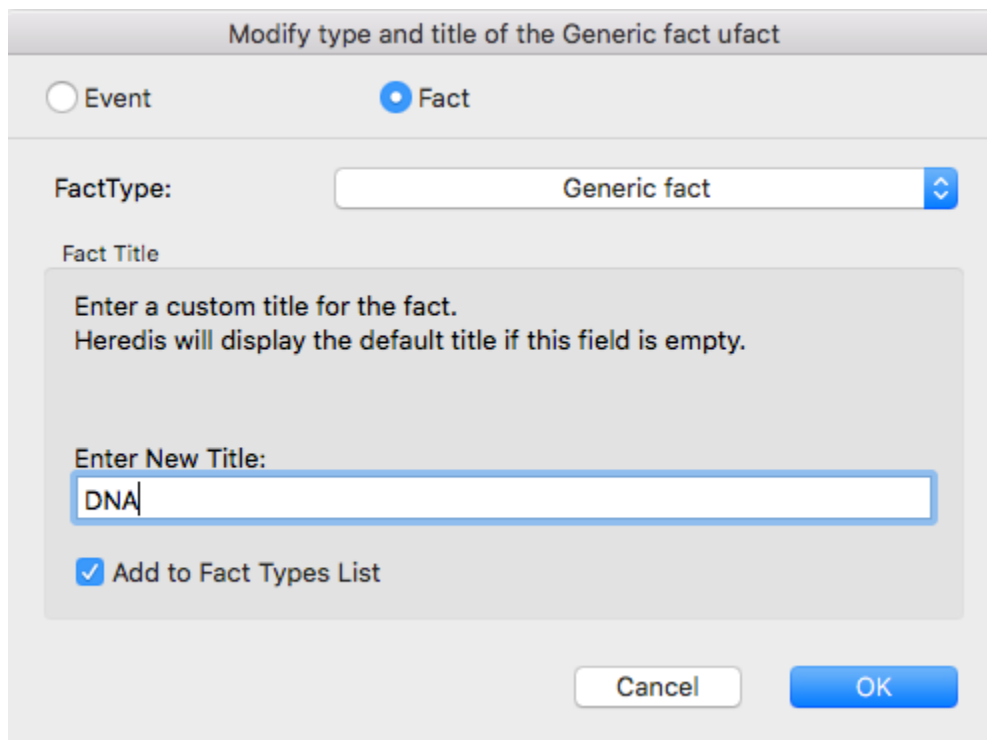 Modify type and title of the Generic fact ufact
Event
Fact
FactType:
Generic fact
Fact Title
Enter a custom title for the fact.
Heredis will display the default title if this field is empty.
Enter New Title:
DNA
Add to Fact Types List
Cancel
OK